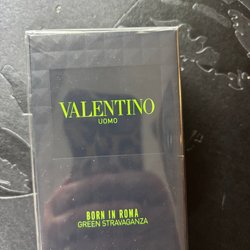 VALENTINO
UOMO
BORN IN ROMA
GREEN STRAVAGANZA